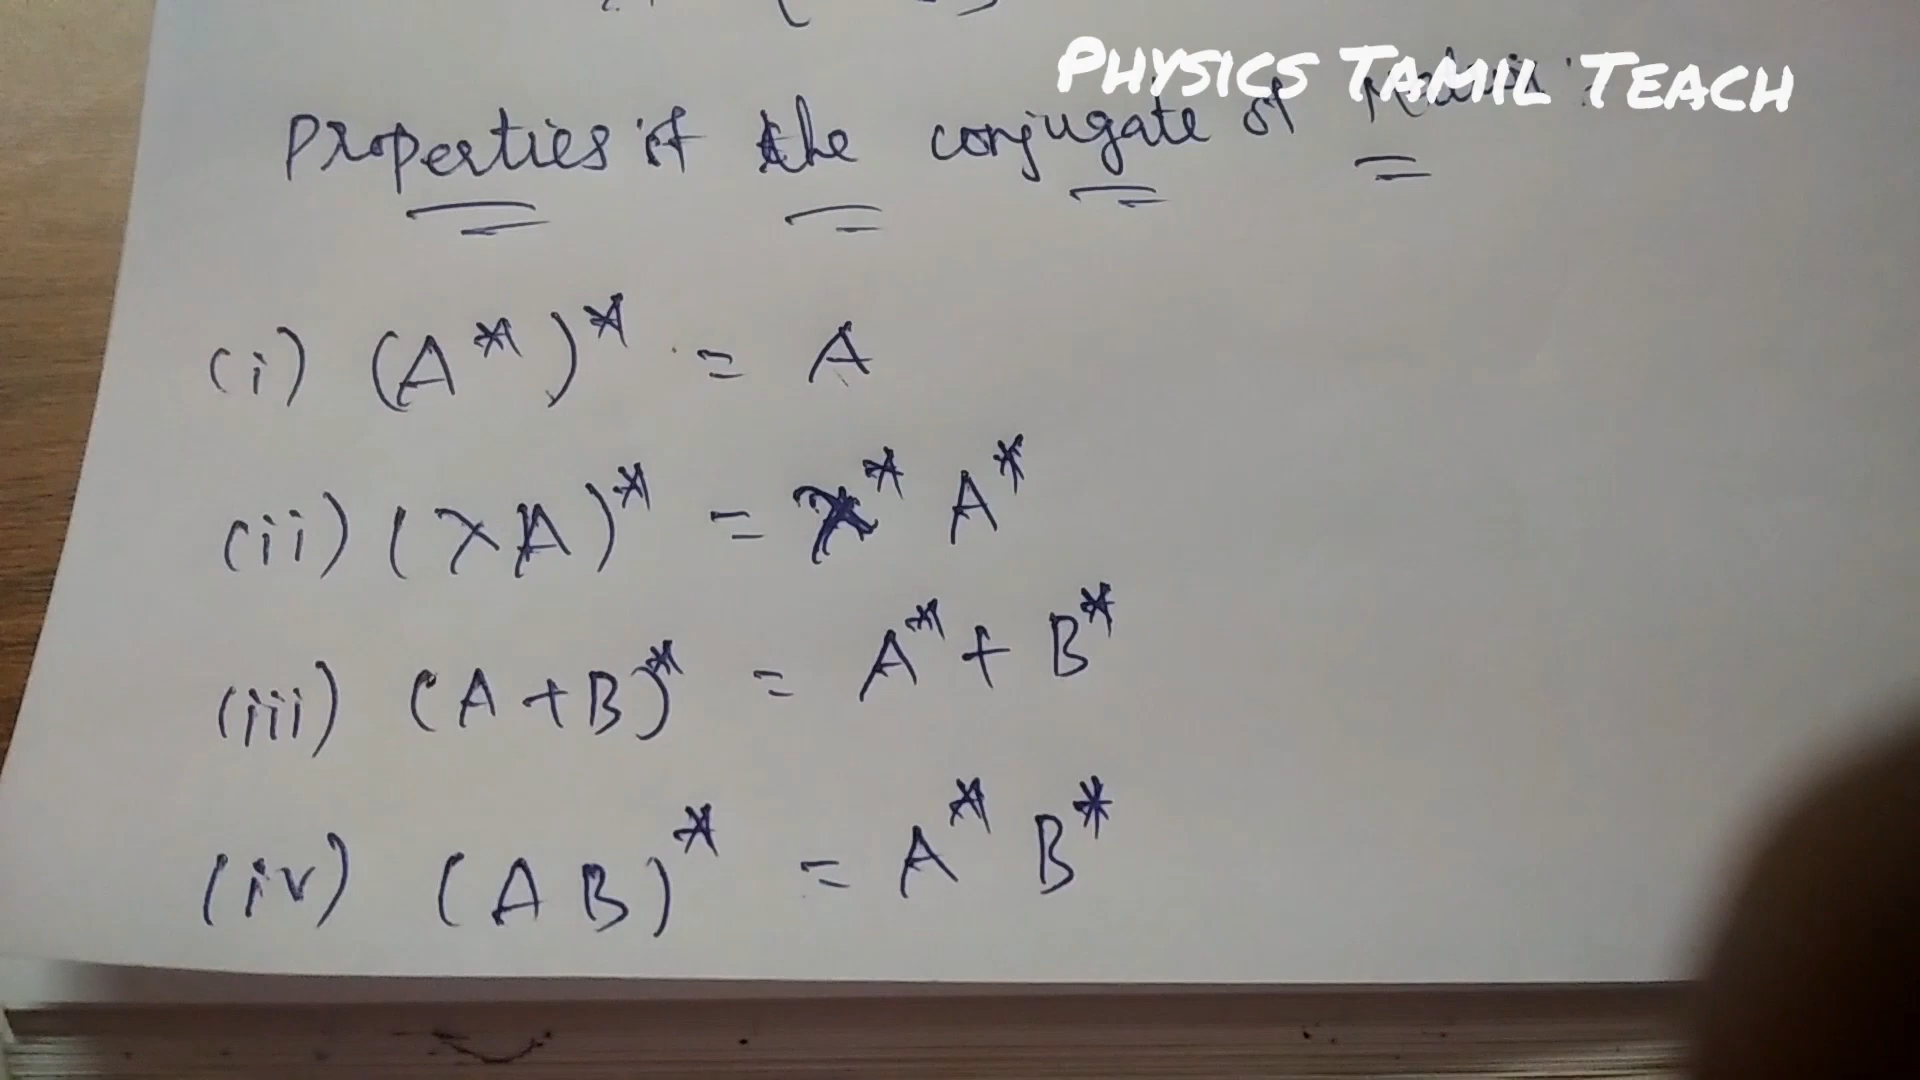 PHYSICS TAMIL TEACH
Properties of the conjugate of
(i) (A*)* = A
(ii) (λA)* = λ* A*
(iii) (A+B)* = A* + B*
(iv) (AB)* = A* B*